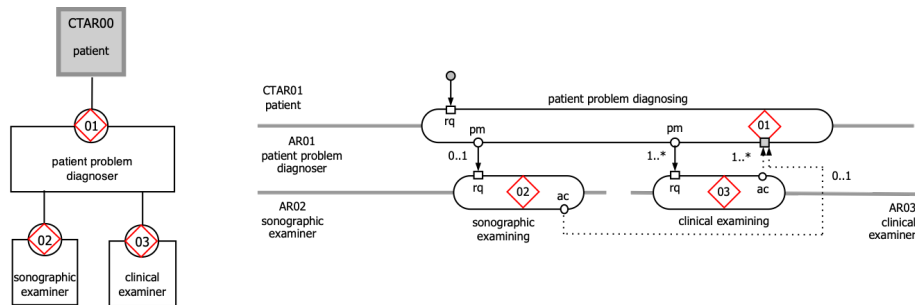 CTAR00
patient
01
patient problem
diagnoser
02
03
sonographic
examiner
clinical
examiner
CTAR01
patient
patient problem diagnosing
rq
01
AR01
patient problem
diagnoser
pm
pm
0..1
1..*
1..*
0..1
rq
02
ac
rq
03
ac
AR02
sonographic
examiner
sonographic
examining
clinical examining
AR03
clinical
examiner